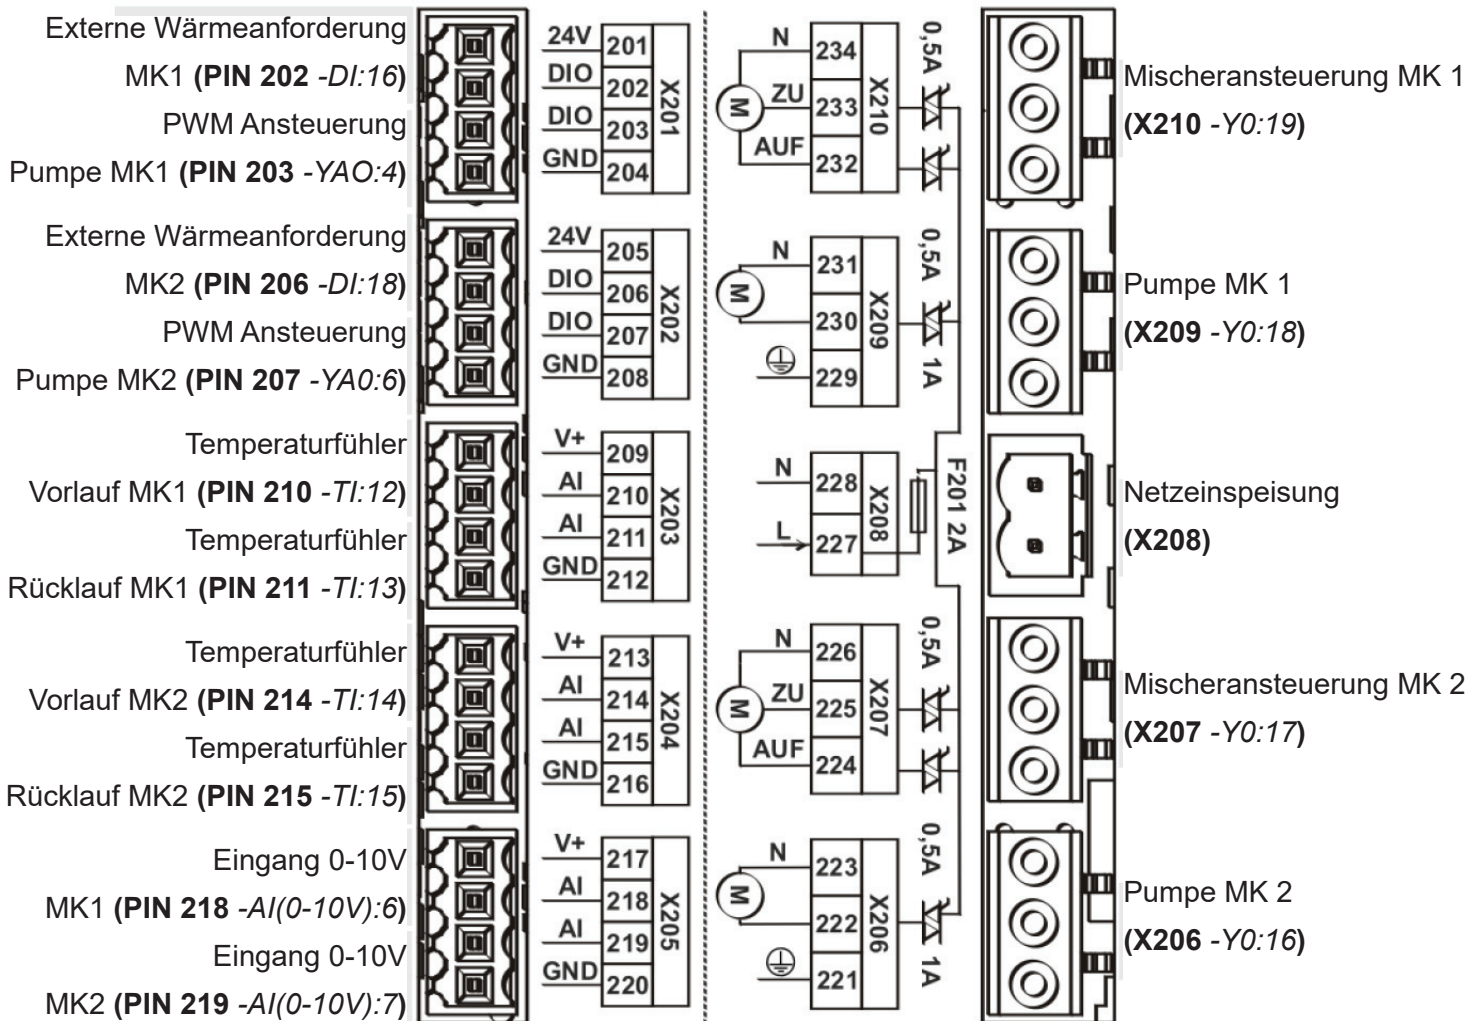 Externe Wärmeanforderung
MK1 (PIN 202 -DI:16)
PWM Ansteuerung
Pumpe MK1 (PIN 203 -YAO:4)
Externe Wärmeanforderung
MK2 (PIN 206 -DI:18)
PWM Ansteuerung
Pumpe MK2 (PIN 207 -YA0:6)
Temperaturfühler
Vorlauf MK1 (PIN 210 -TI:12)
Temperaturfühler
Rücklauf MK1 (PIN 211 -TI:13)
Temperaturfühler
Vorlauf MK2 (PIN 214 -TI:14)
Temperaturfühler
Rücklauf MK2 (PIN 215 -TI:15)
Eingang 0-10V
MK1 (PIN 218 -AI(0-10V):6)
Eingang 0-10V
MK2 (PIN 219 -AI(0-10V):7)
24V 201
DIO 202
DIO 203
GND 204
X201
24V 205
DIO 206
DIO 207
GND 208
X202
V+ 209
AI 210
AI 211
GND 212
X203
V+ 213
AI 214
AI 215
GND 216
X204
V+ 217
AI 218
AI 219
GND 220
X205
N 234
M ZU 233
AUF 232
X210
0,5A
N 231
M 230
229
X209
0,5A
1A
N 228
L 227
X208
F201 2A
N 226
M ZU 225
AUF 224
X207
0,5A
N 223
M 222
221
X206
0,5A
1A
Mischeransteuerung MK 1
(X210 -Y0:19)
Pumpe MK 1
(X209 -Y0:18)
Netzeinspeisung
(X208)
Mischeransteuerung MK 2
(X207 -Y0:17)
Pumpe MK 2
(X206 -Y0:16)